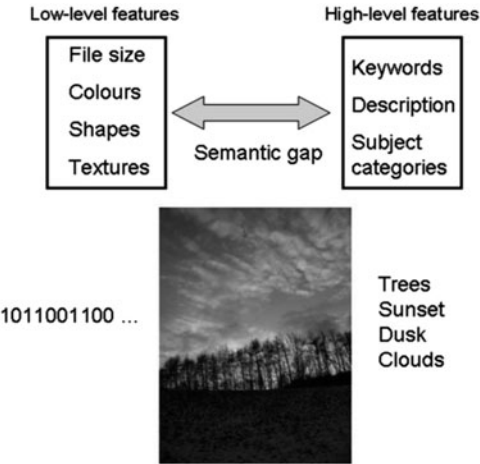 Low-level features
High-level features
File size
Colours
Shapes
Textures
Semantic gap
Keywords
Description
Subject
categories
1011001100 ...
Trees
Sunset
Dusk
Clouds